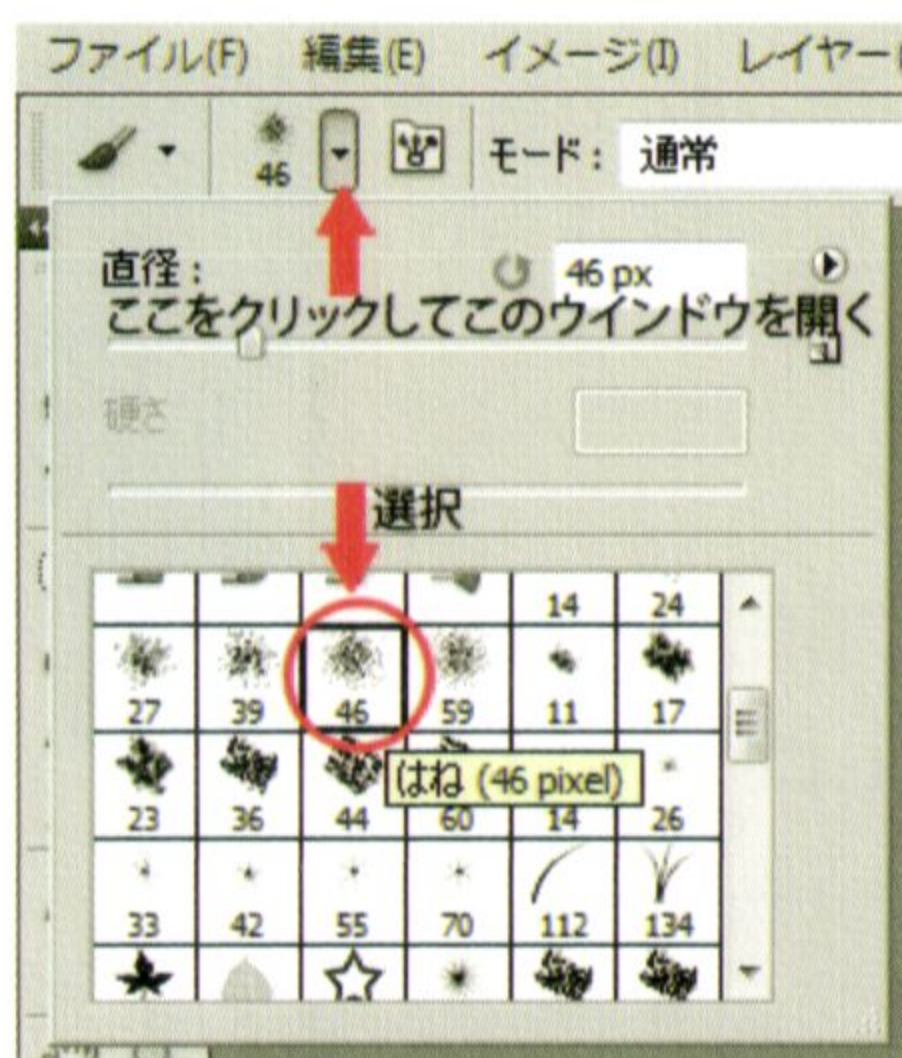 ファイル(F) 編集(E) イメージ(I) レイヤー(
46 モード： 通常
直径： 46 px
ここをクリックしてこのウインドウを開く
硬さ
選択
14 24
27 39 46 59 11 17
はね (46 pixel)
23 36 44 60 14 26
33 42 55 70 112 134